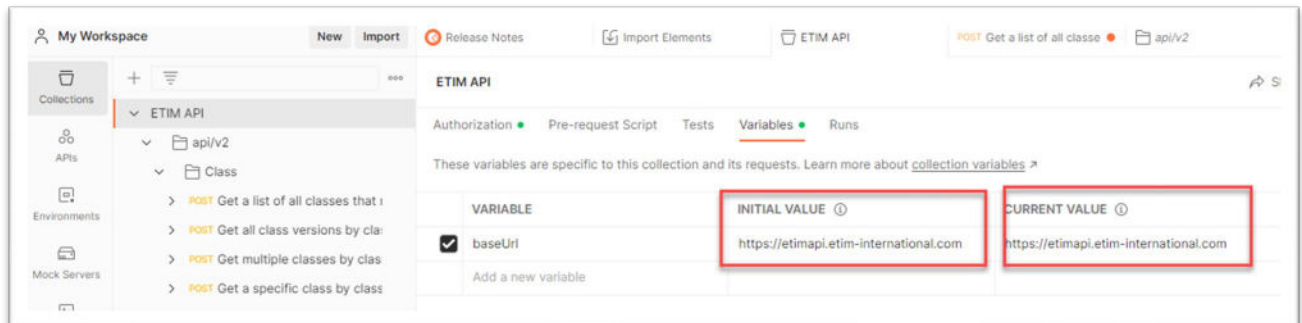 My Workspace
New
Import
Release Notes
Import Elements
ETIM API
POST Get a list of all classe
api/v2
Collections
APIs
Environments
Mock Servers
ETIM API
api/v2
Class
POST Get a list of all classes that
POST Get all class versions by cla
POST Get multiple classes by clas
POST Get a specific class by class
ETIM API
Authorization
Pre-request Script
Tests
Variables
Runs
These variables are specific to this collection and its requests. Learn more about collection variables ↗
VARIABLE
INITIAL VALUE
CURRENT VALUE
baseUrl
https://etimapi.etim-international.com
https://etimapi.etim-international.com
Add a new variable